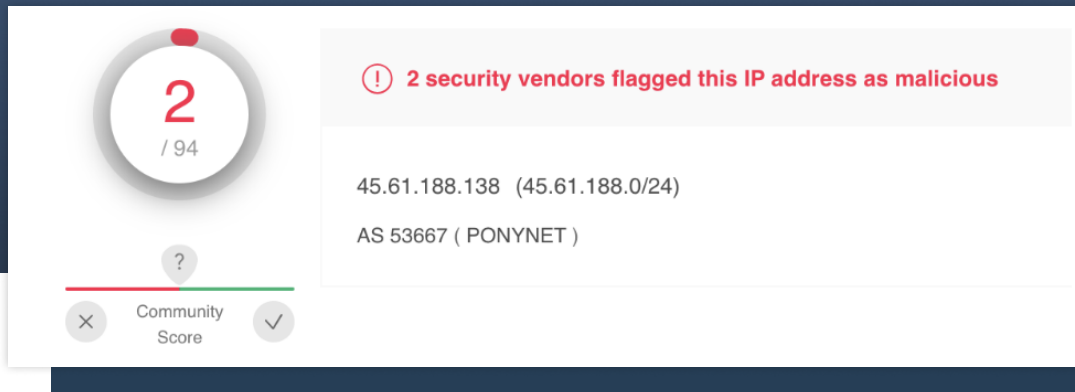 2
/ 94
?
Community
Score
! 2 security vendors flagged this IP address as malicious
45.61.188.138 (45.61.188.0/24)
AS 53667 ( PONYNET )